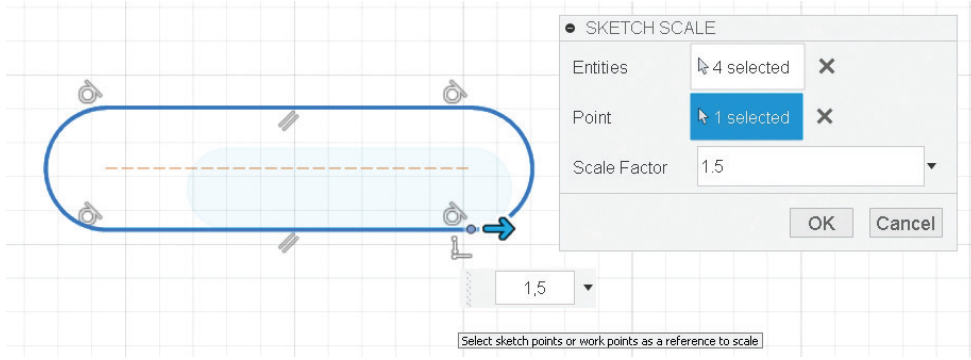 SKETCH SCALE
Entities 4 selected
Point 1 selected
Scale Factor 1.5
OK Cancel
1,5
Select sketch points or work points as a reference to scale